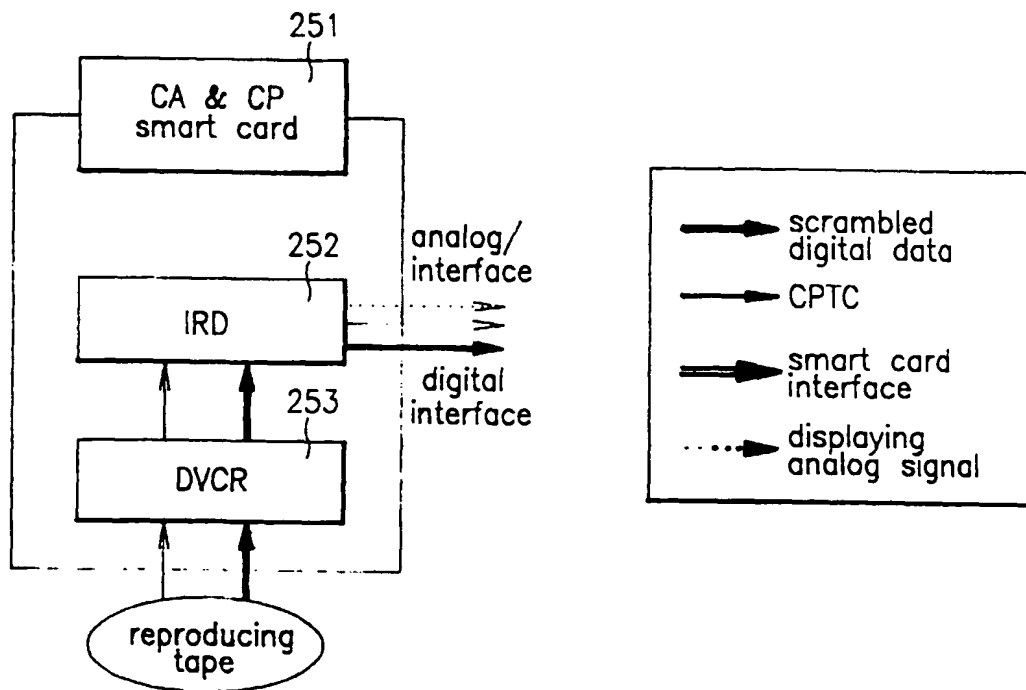 251
CA & CP
smart card
252
analog/
interface
IRD
digital
interface
253
DVCR
reproducing
tape
scrambled
digital data
CPTC
smart card
interface
displaying
analog signal